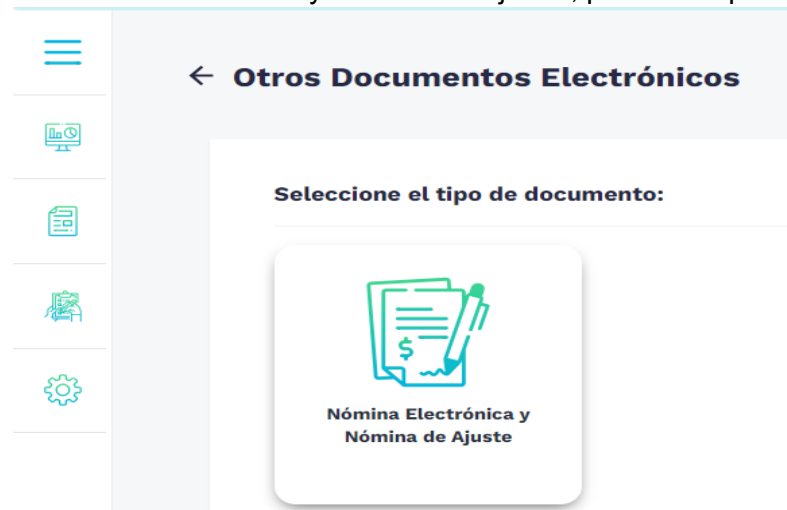 Otros Documentos Electrónicos
Seleccione el tipo de documento:
$
Nómina Electrónica y
Nómina de Ajuste